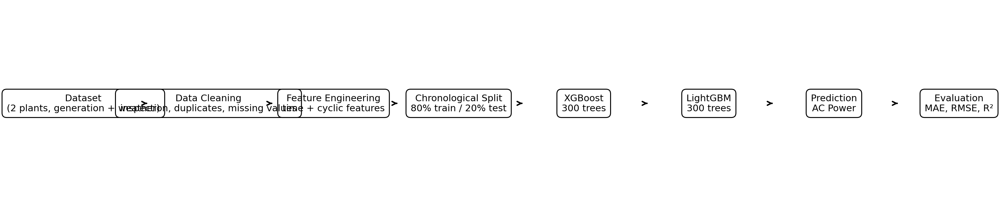 Dataset
(2 plants, generation + weather)
Data Cleaning
inspection, duplicates, missing values
Feature Engineering
time + cyclic features
Chronological Split
80% train / 20% test
XGBoost
300 trees
LightGBM
300 trees
Prediction
AC Power
Evaluation
MAE, RMSE, R²